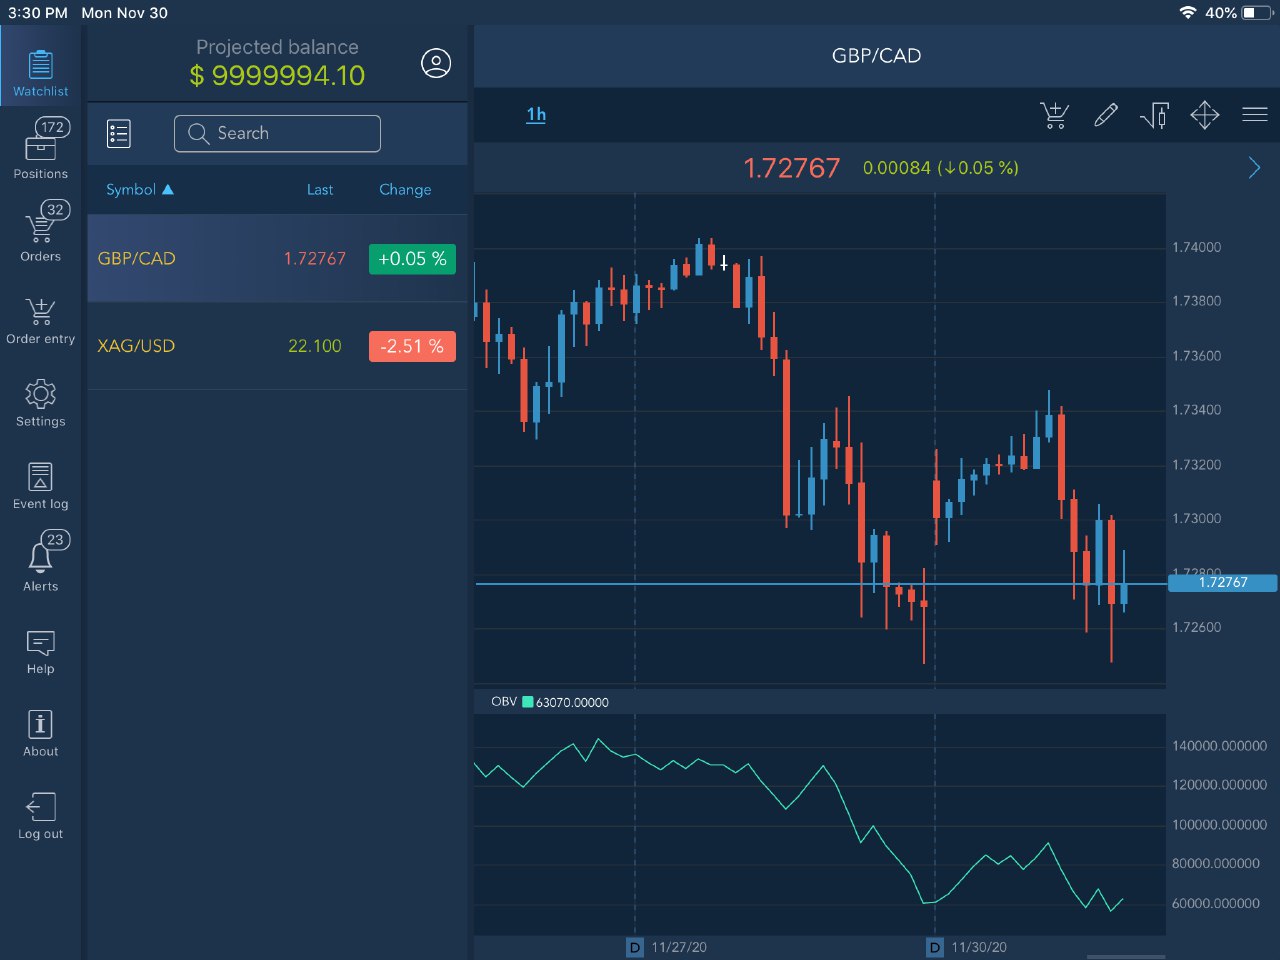 3:30 PM Mon Nov 30 40%
Projected balance
$ 9999994.10
GBP/CAD
Watchlist
172
Positions
32
Orders
Order entry
Settings
Event log
23
Alerts
Help
About
Log out
Search
Symbol ▲ Last Change
GBP/CAD 1.72767 +0.05 %
XAG/USD 22.100 -2.51 %
1h
1.72767 0.00084 (↓0.05 %)
1.74000
1.73800
1.73600
1.73400
1.73200
1.73000
1.72800
1.72767
1.72600
OBV 63070.00000
140000.000000
120000.000000
100000.000000
80000.000000
60000.000000
D 11/27/20 D 11/30/20